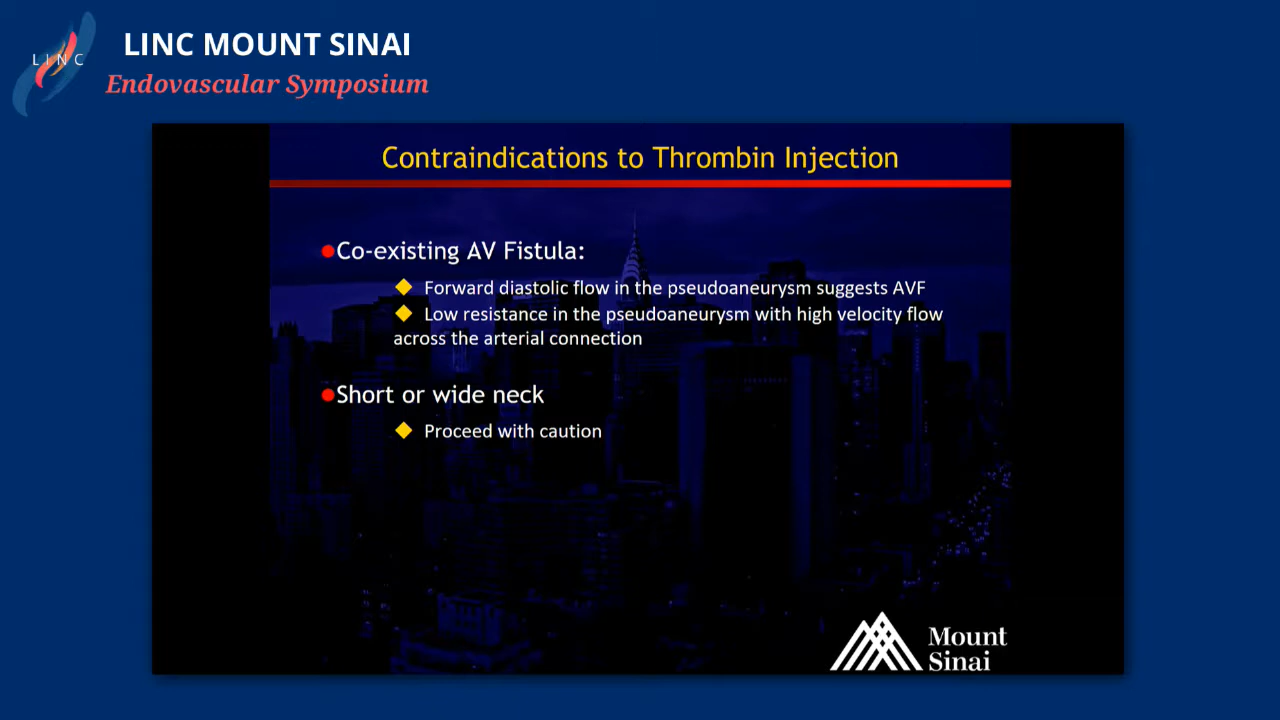 LINC
LINC MOUNT SINAI
Endovascular Symposium
Contraindications to Thrombin Injection
Co-existing AV Fistula:
Forward diastolic flow in the pseudoaneurysm suggests AVF
Low resistance in the pseudoaneurysm with high velocity flow
across the arterial connection
Short or wide neck
Proceed with caution
Mount
Sinai